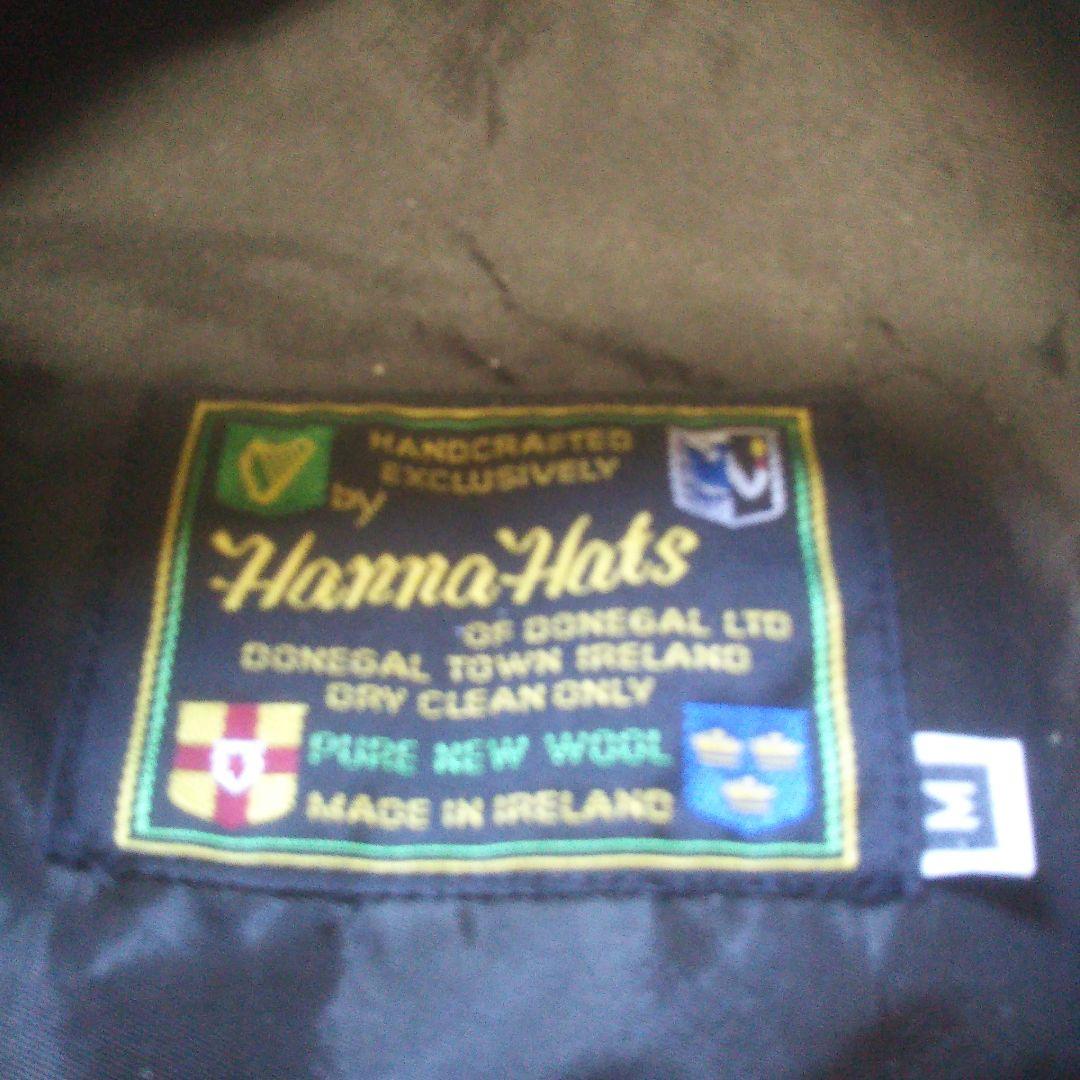 HANDCRAFTED
EXCLUSIVELY
by
Hanna Hats
OF DONEGAL LTD
DONEGAL TOWN IRELAND
DRY CLEAN ONLY
PURE NEW WOOL
MADE IN IRELAND
M